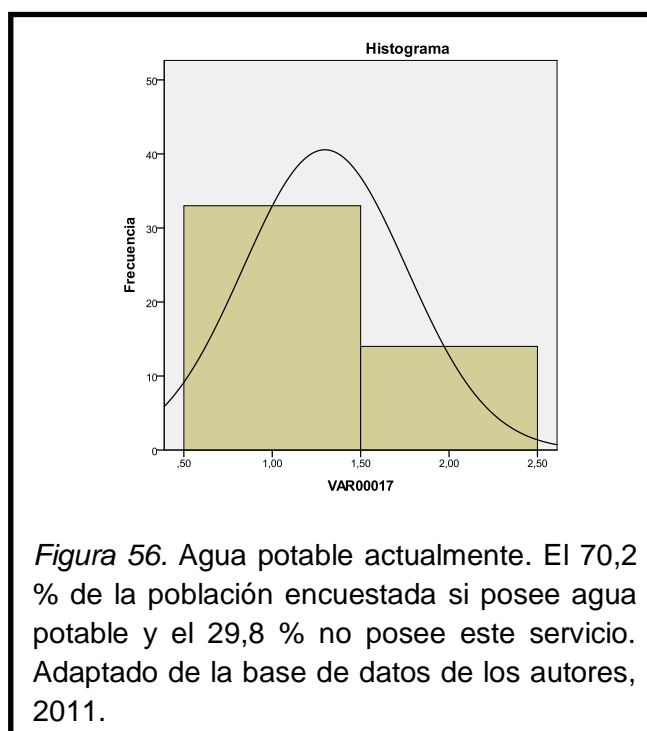 Histograma
50
40
30
20
10
0
Frecuencia
,50
1,00
1,50
2,00
2,50
VAR00017
Figura 56. Agua potable actualmente. El 70,2
% de la población encuestada si posee agua
potable y el 29,8 % no posee este servicio.
Adaptado de la base de datos de los autores,
2011.